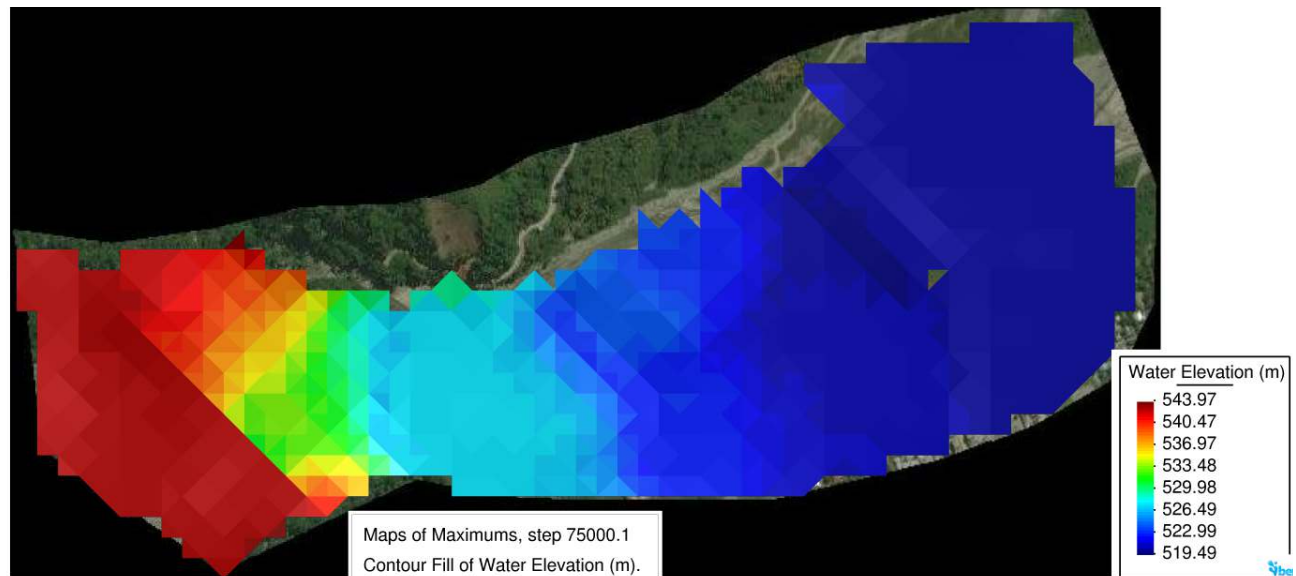 Water Elevation (m)
543.97
540.47
536.97
533.48
529.98
526.49
522.99
519.49
Maps of Maximums, step 75000.1
Contour Fill of Water Elevation (m).